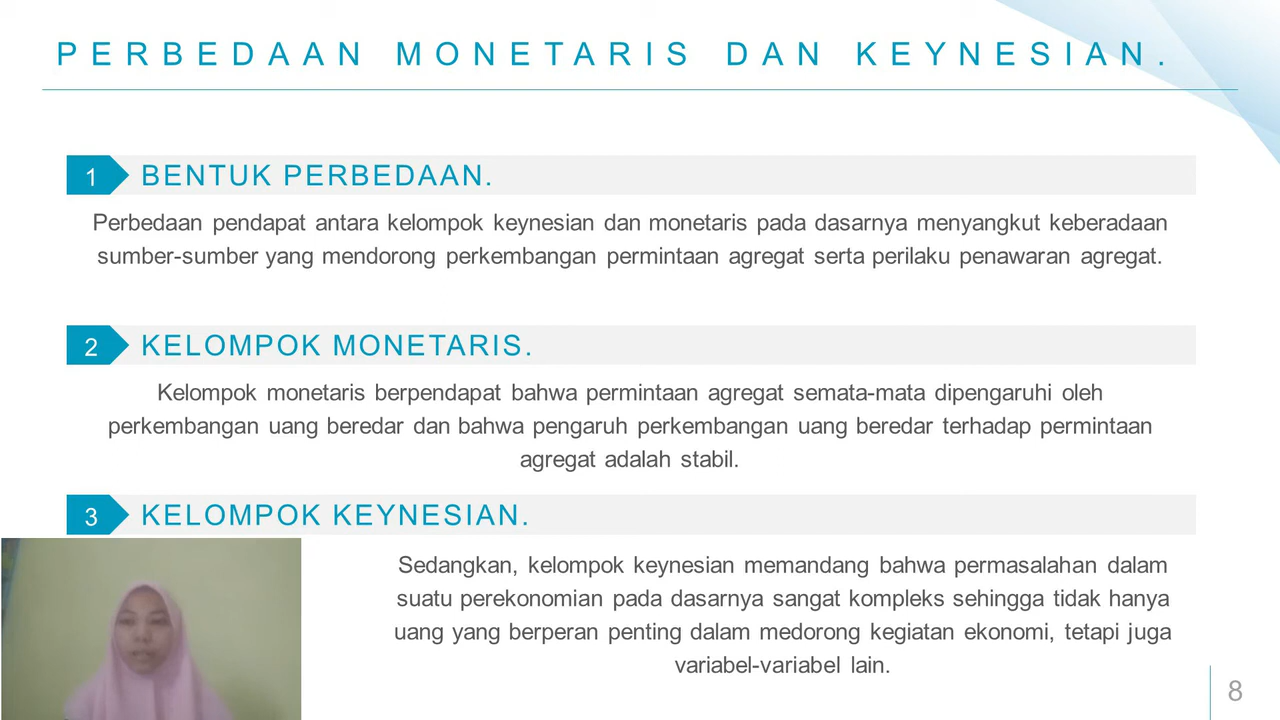 PERBEDAAN MONETARIS DAN KEYNESIAN.
1 BENTUK PERBEDAAN.
Perbedaan pendapat antara kelompok keynesian dan monetaris pada dasarnya menyangkut keberadaan
sumber-sumber yang mendorong perkembangan permintaan agregat serta perilaku penawaran agregat.
2 KELOMPOK MONETARIS.
Kelompok monetaris berpendapat bahwa permintaan agregat semata-mata dipengaruhi oleh
perkembangan uang beredar dan bahwa pengaruh perkembangan uang beredar terhadap permintaan
agregat adalah stabil.
3 KELOMPOK KEYNESIAN.
Sedangkan, kelompok keynesian memandang bahwa permasalahan dalam
suatu perekonomian pada dasarnya sangat kompleks sehingga tidak hanya
uang yang berperan penting dalam medorong kegiatan ekonomi, tetapi juga
variabel-variabel lain.
8